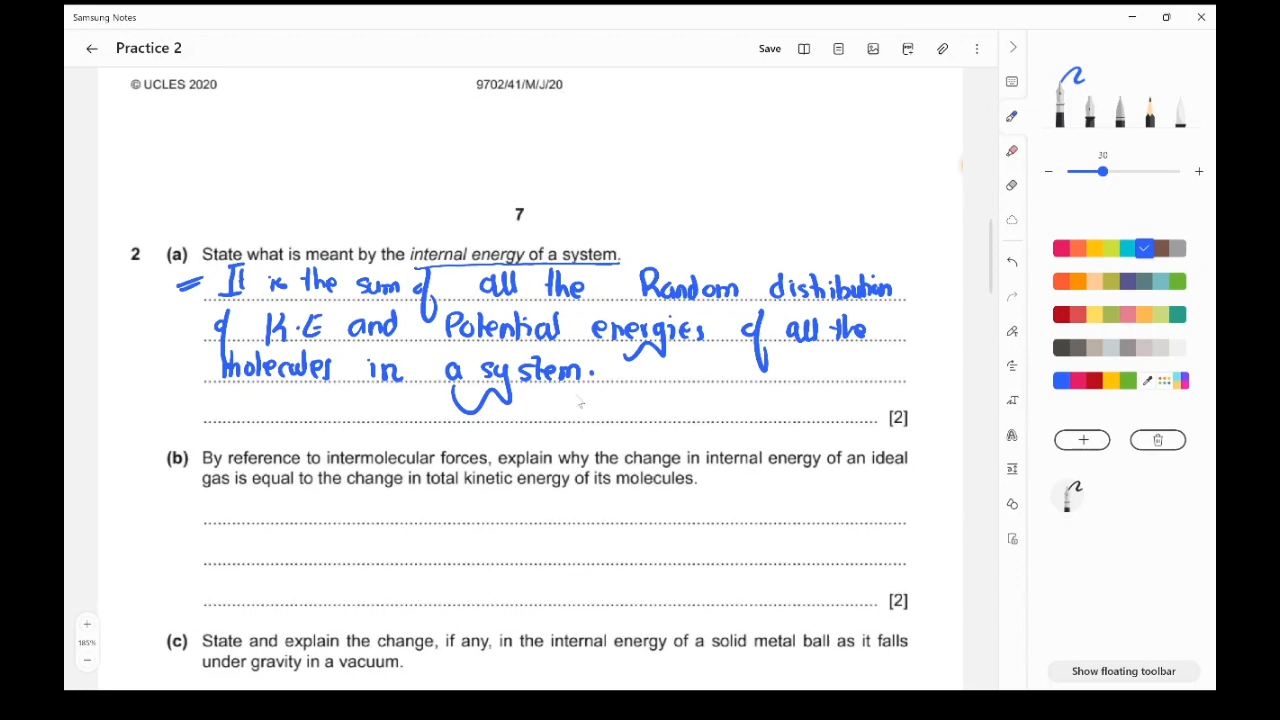 Samsung Notes
Practice 2
Save
© UCLES 2020
9702/41/M/J/20
30
7
2 (a) State what is meant by the internal energy of a system.
= It is the sum of all the Random distibution
of K.E and Potential energies of all the
molecules in a system.
[2]
(b) By reference to intermolecular forces, explain why the change in internal energy of an ideal
gas is equal to the change in total kinetic energy of its molecules.
[2]
(c) State and explain the change, if any, in the internal energy of a solid metal ball as it falls
under gravity in a vacuum.
185%
Show floating toolbar